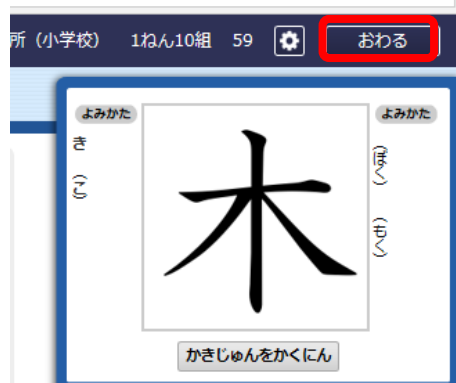 所（小学校） 1ねん10組 59 おわる
よみかた
き
（こ）
木
よみかた
（ぼく）
（もく）
かきじゅんをかくにん